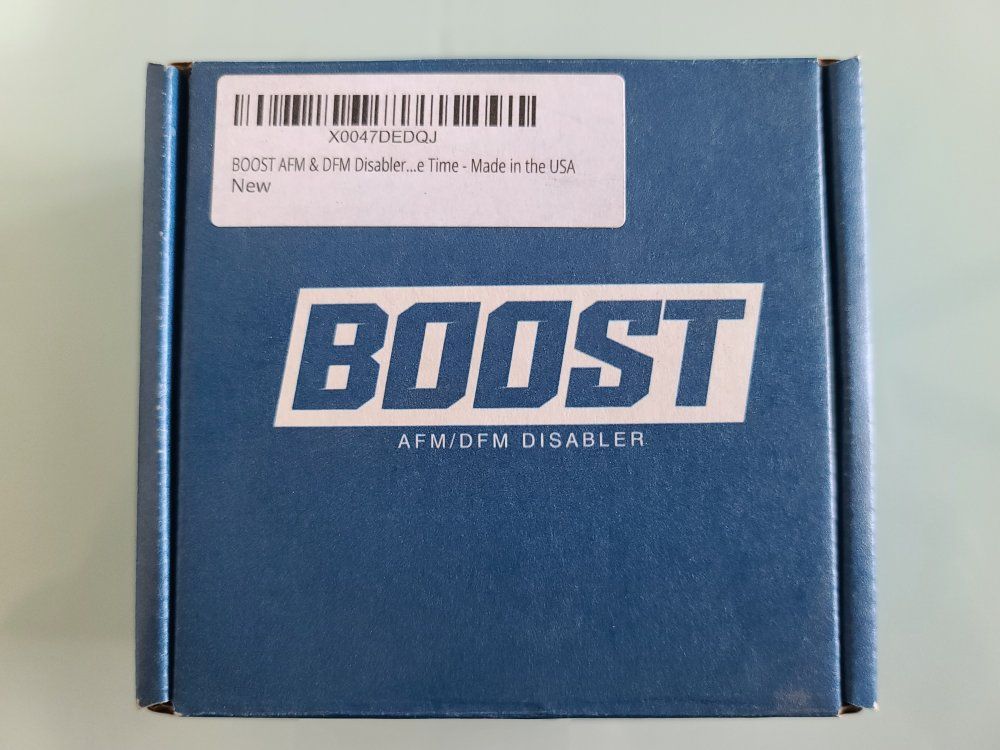 X0047DEDQJ
BOOST AFM & DFM Disabler...e Time - Made in the USA
New
BOOST
AFM/DFM DISABLER